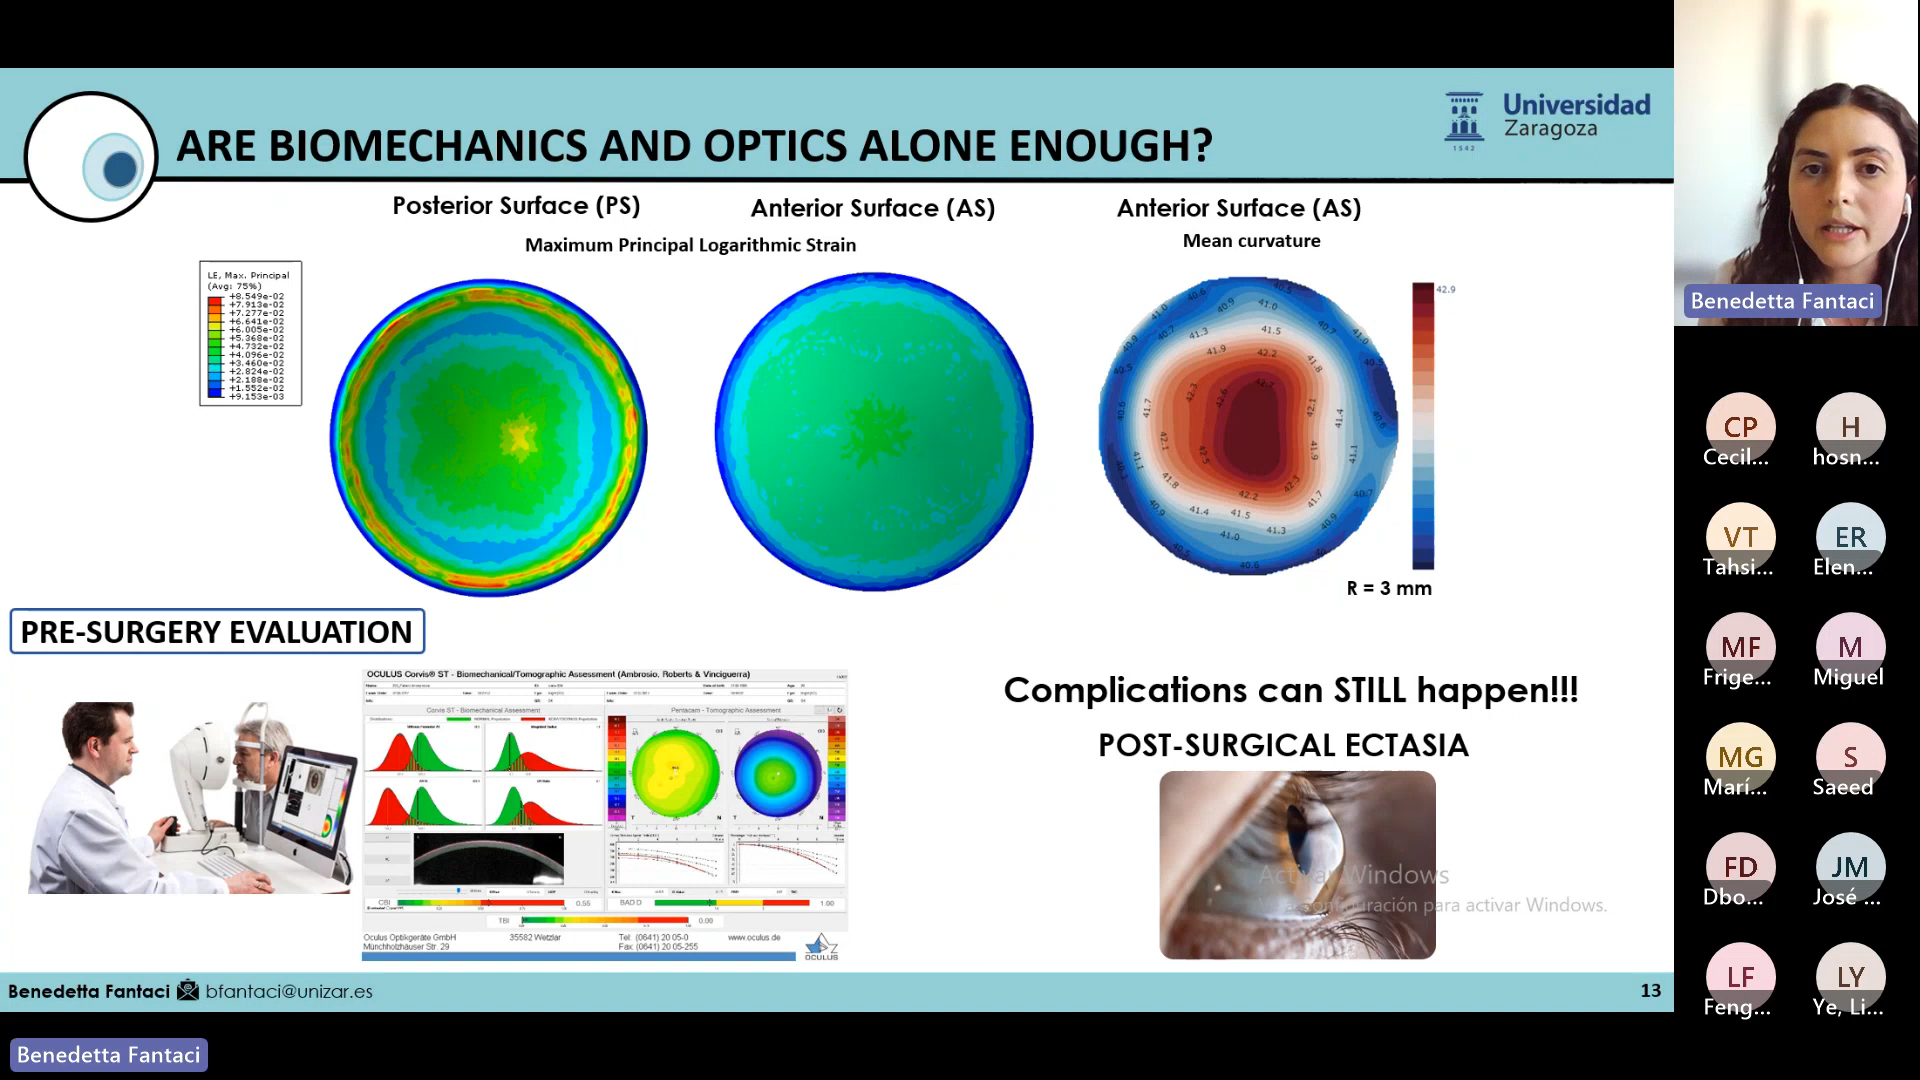 ARE BIOMECHANICS AND OPTICS ALONE ENOUGH?
Universidad
Zaragoza
1542
Posterior Surface (PS)
Anterior Surface (AS)
Anterior Surface (AS)
Maximum Principal Logarithmic Strain
Mean curvature
LE, Max. Principal
(Avg: 75%)
+8.549e-02
+7.913e-02
+7.277e-02
+6.641e-02
+6.005e-02
+5.368e-02
+4.732e-02
+4.096e-02
+3.460e-02
+2.824e-02
+2.188e-02
+1.552e-02
+9.153e-03
42.9
R = 3 mm
PRE-SURGERY EVALUATION
OCULUS Corvis® ST - Biomechanical/Tomographic Assessment (Ambrosio, Roberts & Vinciguerra)
Corvis ST - Biomechanical Assessment
Pentacam - Tomographic Assessment
CBI
0.55
BAD D
1.00
TBI
0.09
Oculus Optikgeräte GmbH
35582 Wetzlar
Tel: (0641) 20 05-0
www.oculus.de
Münchholzhäuser Str. 29
Fax: (0641) 20 05-255
OCULUS
Complications can STILL happen!!!
POST-SURGICAL ECTASIA
Activar Windows
configuración para activar Windows.
Benedetta Fantaci
bfantaci@unizar.es
13
Benedetta Fantaci
Benedetta Fantaci
CP
Cecil...
H
hosn...
VT
Tahsi...
ER
Elen...
MF
Frige...
M
Miguel
MG
Marí...
S
Saeed
FD
Dbo...
JM
José ...
LF
Feng...
LY
Ye, Li...